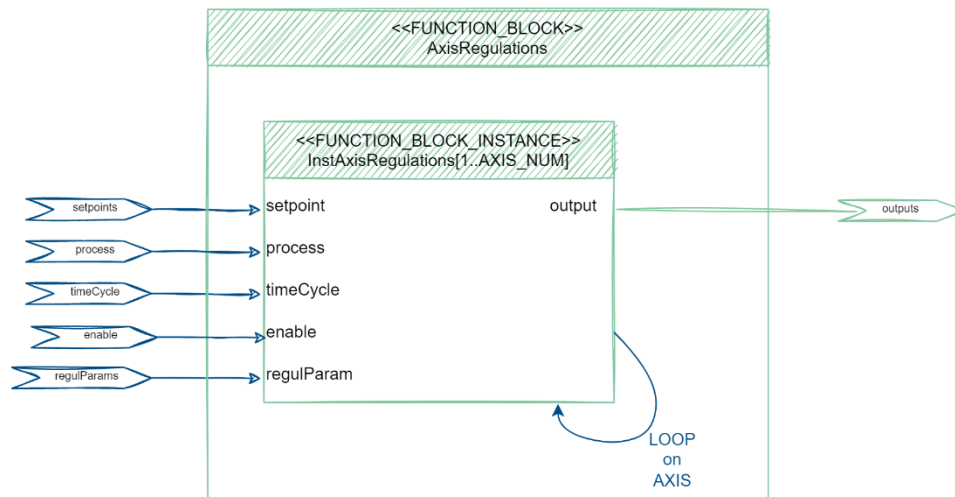 <<FUNCTION_BLOCK>>
AxisRegulations
<<FUNCTION_BLOCK_INSTANCE>>
InstAxisRegulations[1..AXIS_NUM]
setpoints
setpoint
output
outputs
process
process
timeCycle
timeCycle
enable
enable
regulParams
regulParam
LOOP
on
AXIS